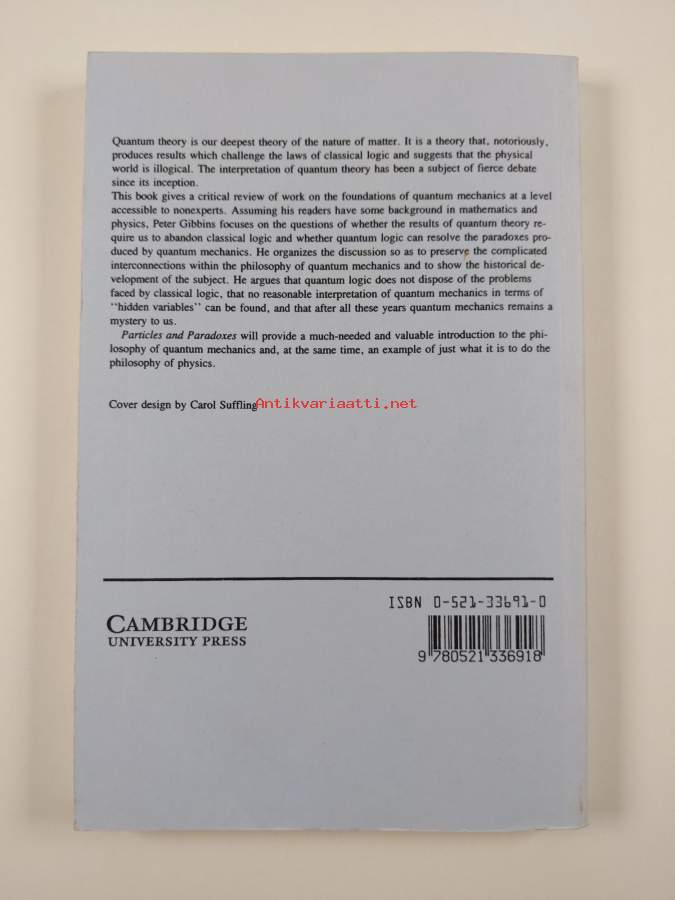 Quantum theory is our deepest theory of the nature of matter. It is a theory that, notoriously,
produces results which challenge the laws of classical logic and suggests that the physical
world is illogical. The interpretation of quantum theory has been a subject of fierce debate
since its inception.
This book gives a critical review of work on the foundations of quantum mechanics at a level
accessible to nonexperts. Assuming his readers have some background in mathematics and
physics, Peter Gibbins focuses on the questions of whether the results of quantum theory re-
quire us to abandon classical logic and whether quantum logic can resolve the paradoxes pro-
duced by quantum mechanics. He organizes the discussion so as to preserve the complicated
interconnections within the philosophy of quantum mechanics and to show the historical de-
velopment of the subject. He argues that quantum logic does not dispose of the problems
faced by classical logic, that no reasonable interpretation of quantum mechanics in terms of
"hidden variables" can be found, and that after all these years quantum mechanics remains a
mystery to us.
Particles and Paradoxes will provide a much-needed and valuable introduction to the phi-
losophy of quantum mechanics and, at the same time, an example of just what it is to do the
philosophy of physics.
Cover design by Carol Suffling
Antikvariaatti.net
CAMBRIDGE
UNIVERSITY PRESS
ISBN 0-521-33691-0
9 780521 336918